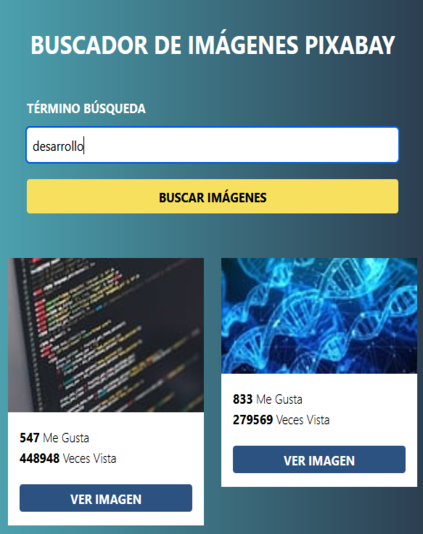 BUSCADOR DE IMÁGENES PIXABAY
TÉRMINO BÚSQUEDA
desarrollo
BUSCAR IMÁGENES
547 Me Gusta
448948 Veces Vista
VER IMAGEN
833 Me Gusta
279569 Veces Vista
VER IMAGEN